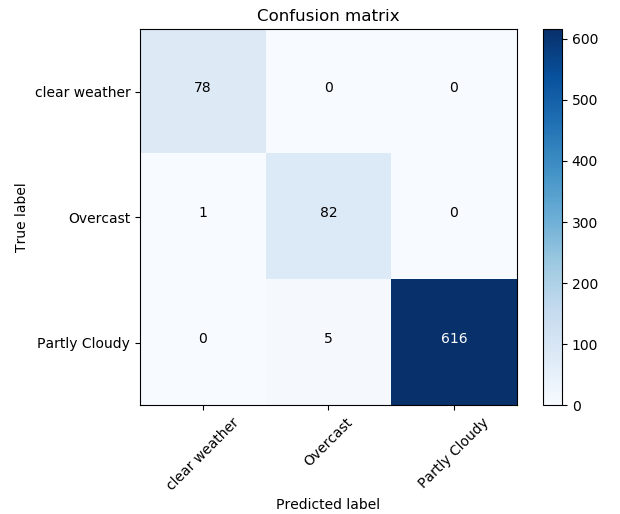 Confusion matrix
True label
clear weather
78
0
0
Overcast
1
82
0
Partly Cloudy
0
5
616
clear weather
Overcast
Partly Cloudy
Predicted label
600
500
400
300
200
100
0